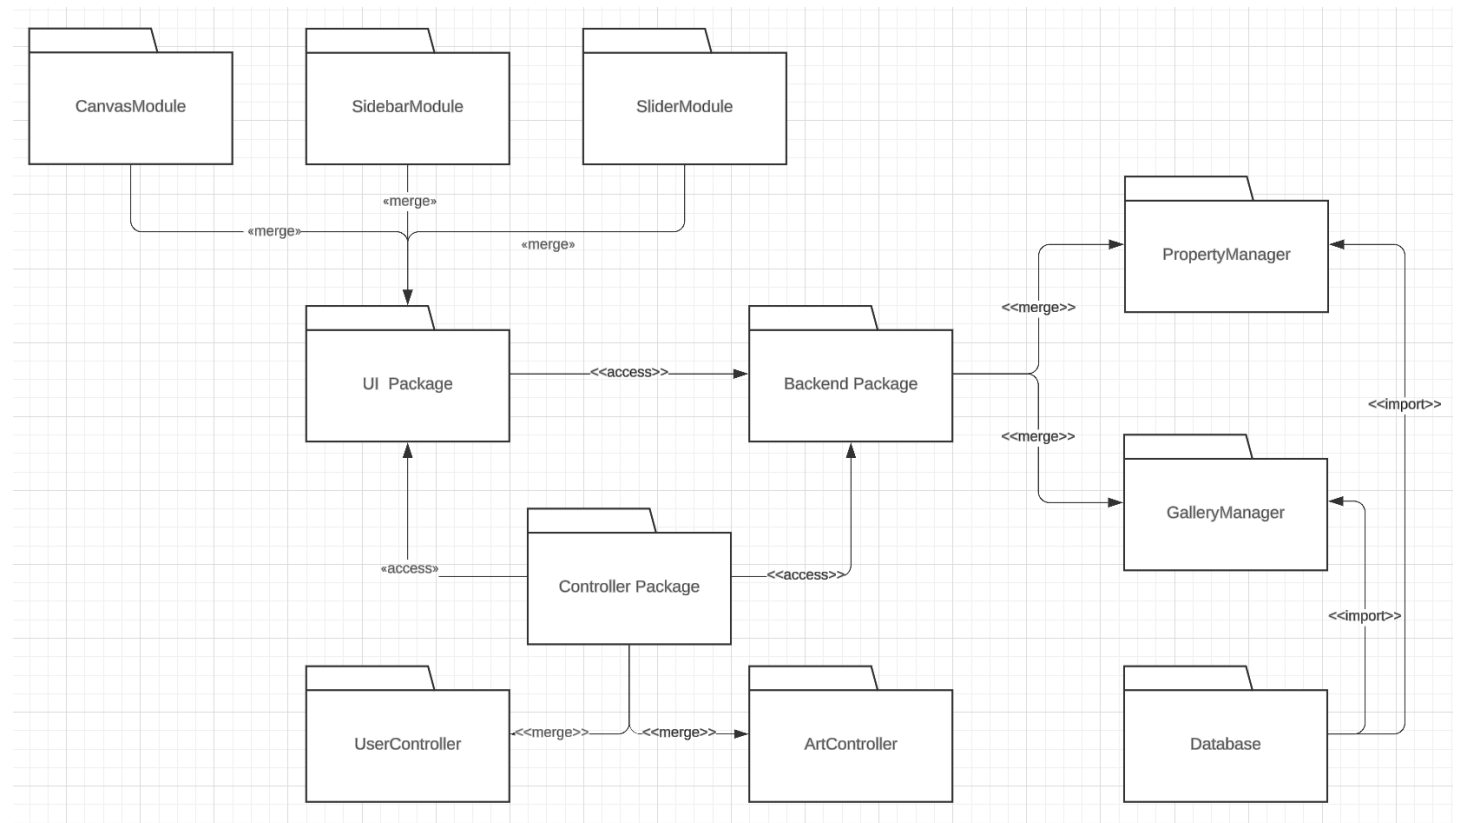 CanvasModule
SidebarModule
SliderModule
«merge»
«merge»
«merge»
PropertyManager
<<merge>>
UI  Package
<<access>>
Backend Package
<<import>>
<<merge>>
GalleryManager
«access»
<<access>>
Controller Package
<<import>>
<<merge>>
<<merge>>
UserController
ArtController
Database